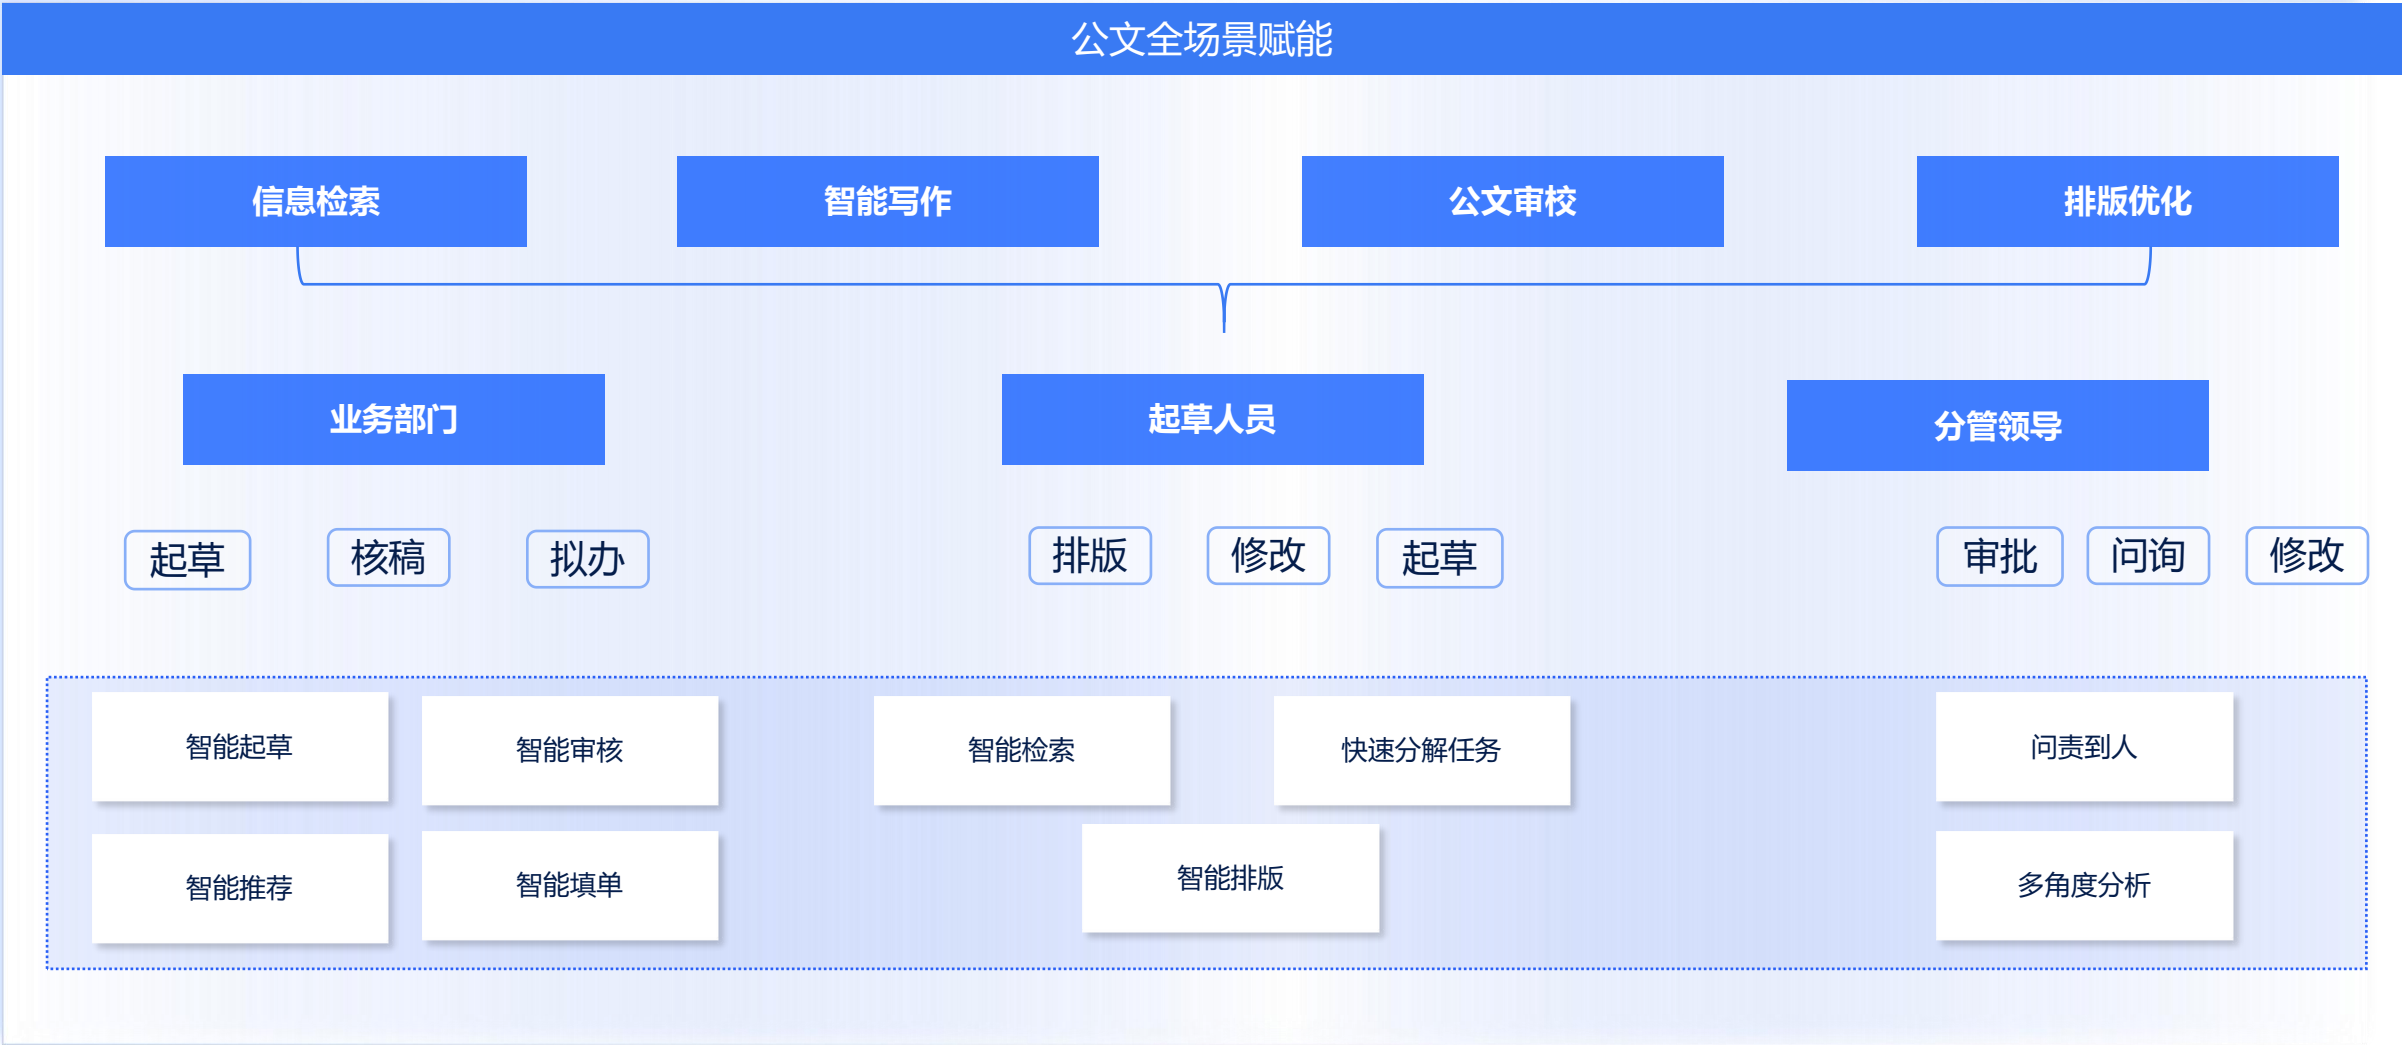 公文全场景赋能
信息检索
智能写作
公文审校
排版优化
业务部门
起草人员
分管领导
起草
核稿
拟办
排版
修改
起草
审批
问询
修改
智能起草
智能审核
智能检索
快速分解任务
问责到人
智能推荐
智能填单
智能排版
多角度分析